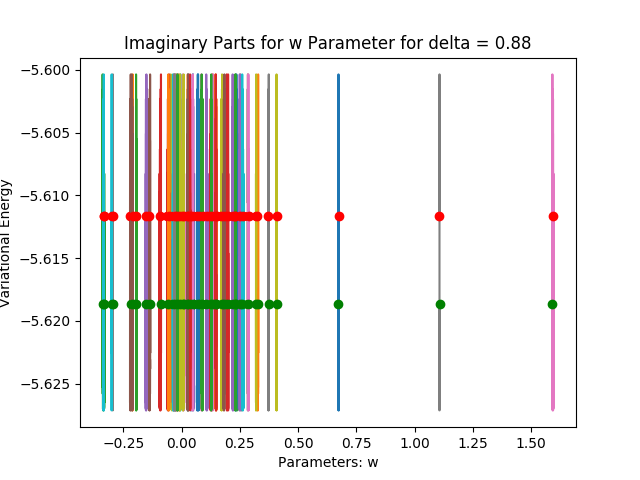 Imaginary Parts for w Parameter for delta = 0.88
Variational Energy
−5.600
−5.605
−5.610
−5.615
−5.620
−5.625
−0.25 0.00 0.25 0.50 0.75 1.00 1.25 1.50
Parameters: w